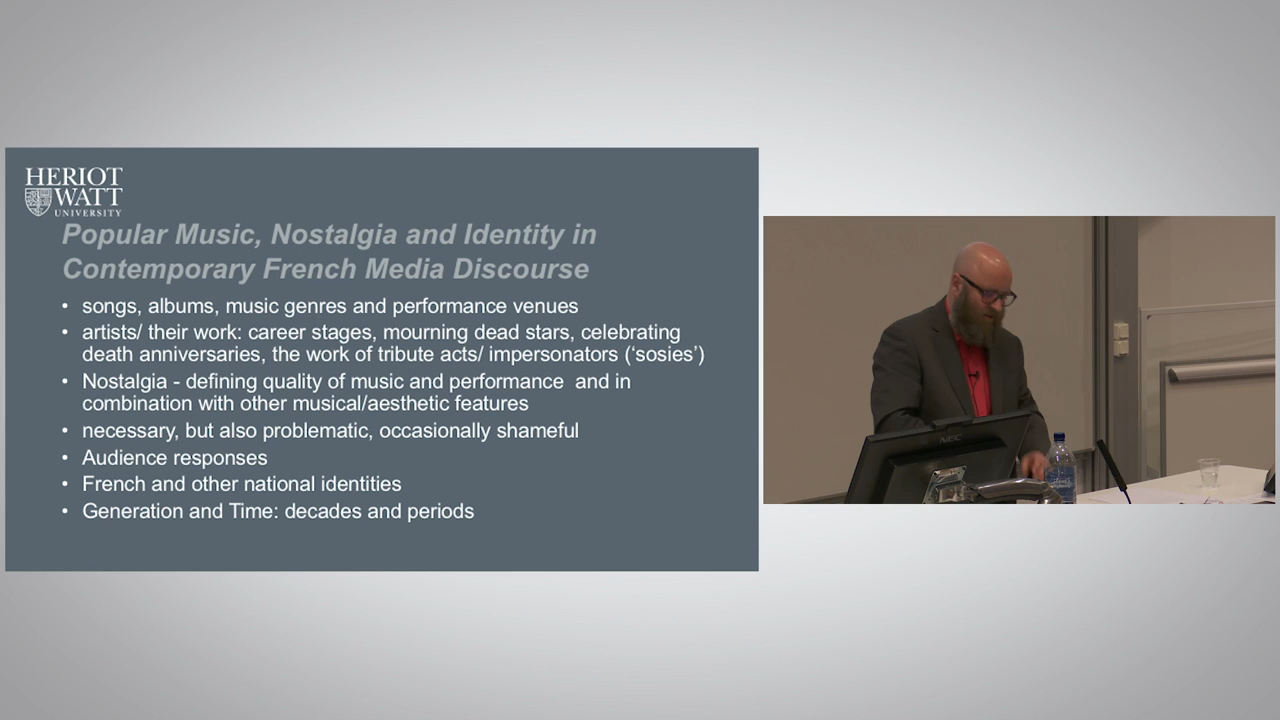 HERIOT
WATT
UNIVERSITY
Popular Music, Nostalgia and Identity in
Contemporary French Media Discourse
• songs, albums, music genres and performance venues
• artists/ their work: career stages, mourning dead stars, celebrating
death anniversaries, the work of tribute acts/ impersonators (‘sosies’)
• Nostalgia - defining quality of music and performance and in
combination with other musical/aesthetic features
• necessary, but also problematic, occasionally shameful
• Audience responses
• French and other national identities
• Generation and Time: decades and periods
NEC